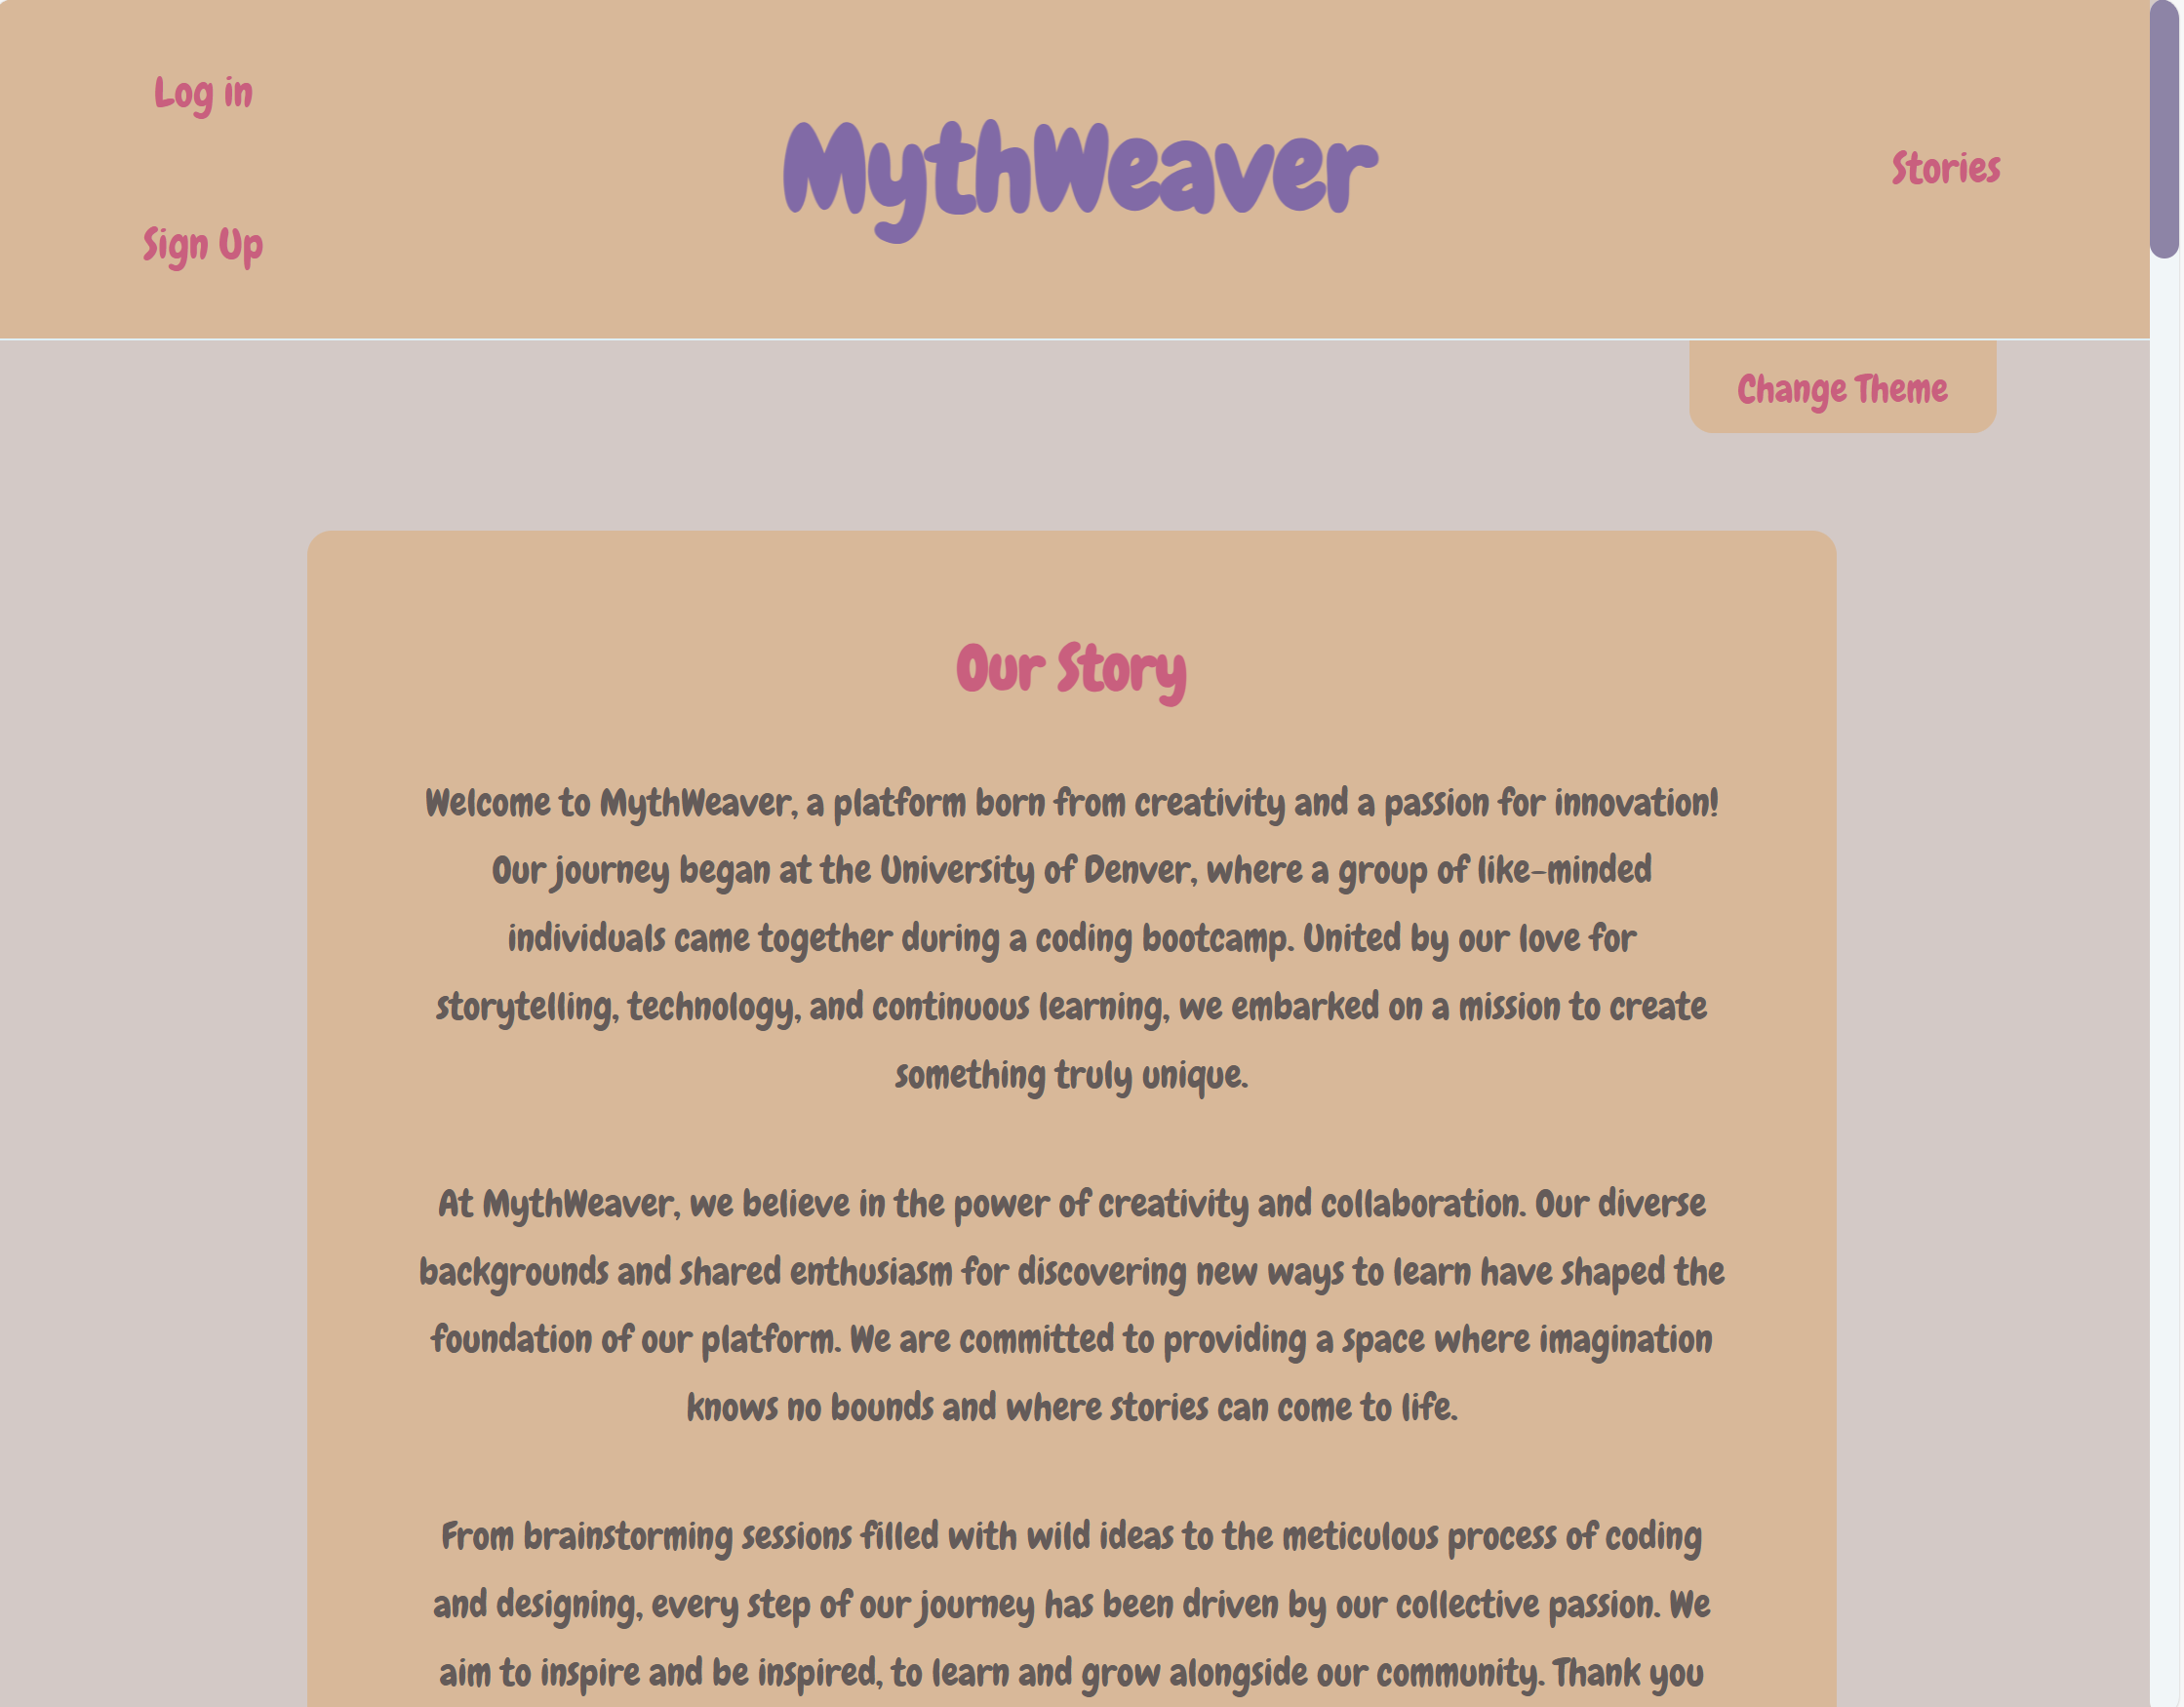 Log in
Sign Up
MythWeaver
Stories
Change Theme
Our Story
Welcome to MythWeaver, a platform born from creativity and a passion for innovation!
Our journey began at the University of Denver, where a group of like-minded
individuals came together during a coding bootcamp. United by our love for
storytelling, technology, and continuous learning, we embarked on a mission to create
something truly unique.
At MythWeaver, we believe in the power of creativity and collaboration. Our diverse
backgrounds and shared enthusiasm for discovering new ways to learn have shaped the
foundation of our platform. We are committed to providing a space where imagination
knows no bounds and where stories can come to life.
From brainstorming sessions filled with wild ideas to the meticulous process of coding
and designing, every step of our journey has been driven by our collective passion. We
aim to inspire and be inspired, to learn and grow alongside our community. Thank you